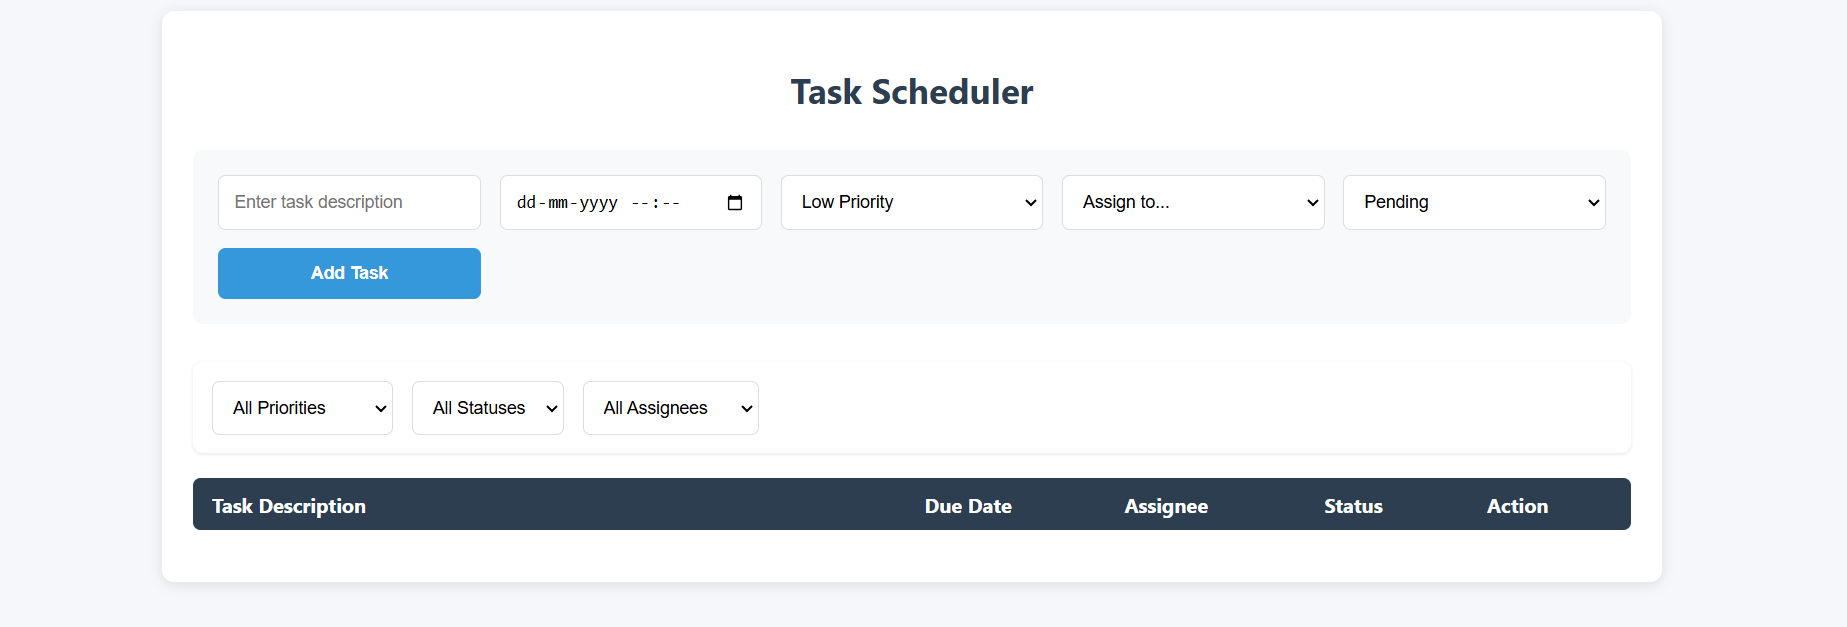 Task Scheduler
Enter task description dd-mm-yyyy --:-- Low Priority Assign to... Pending
Add Task
All Priorities All Statuses All Assignees
Task Description Due Date Assignee Status Action